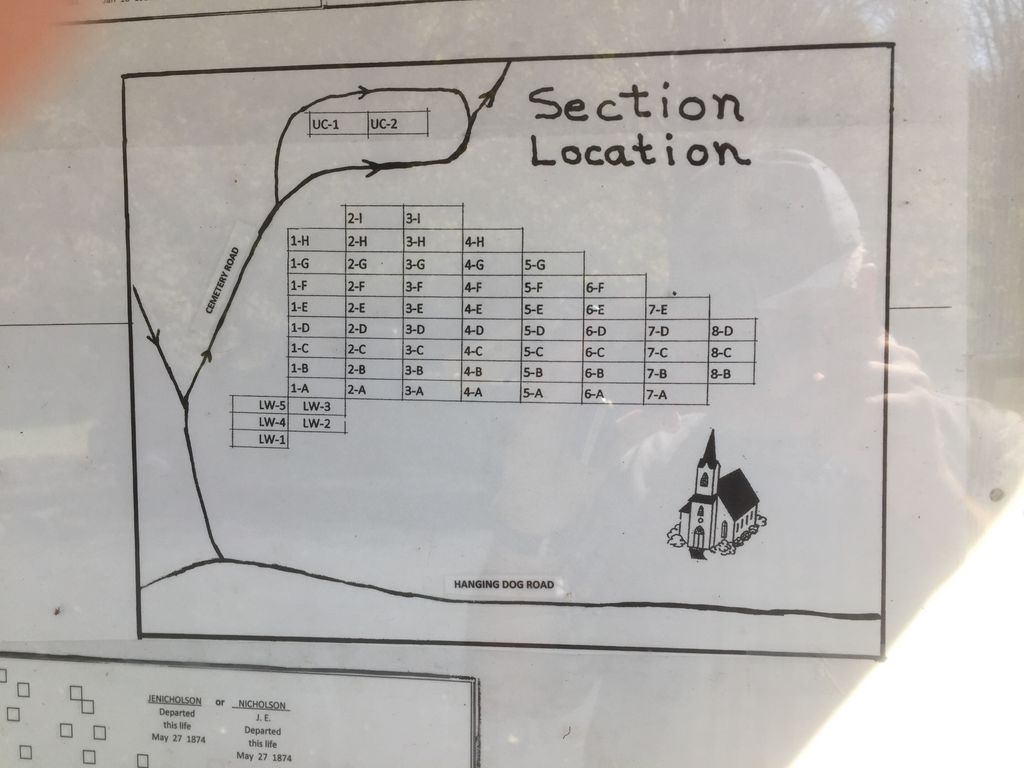 Section
Location
UC-1 UC-2
CEMETERY ROAD
2-I 3-I
1-H 2-H 3-H 4-H
1-G 2-G 3-G 4-G 5-G
1-F 2-F 3-F 4-F 5-F 6-F
1-E 2-E 3-E 4-E 5-E 6-E 7-E
1-D 2-D 3-D 4-D 5-D 6-D 7-D 8-D
1-C 2-C 3-C 4-C 5-C 6-C 7-C 8-C
1-B 2-B 3-B 4-B 5-B 6-B 7-B 8-B
1-A 2-A 3-A 4-A 5-A 6-A 7-A
LW-5 LW-3
LW-4 LW-2
LW-1
HANGING DOG ROAD
JENICHOLSON or NICHOLSON
Departed J. E.
this life Departed
May 27 1874 this life
May 27 1874